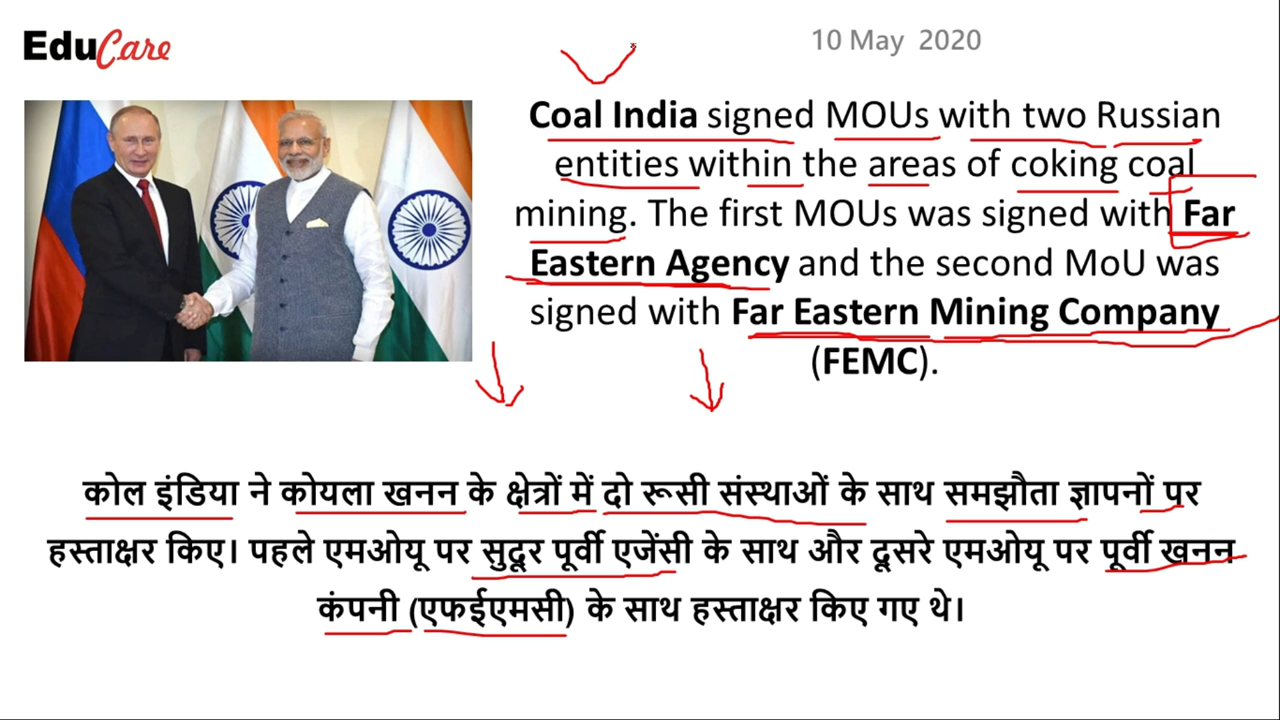 EduCare
10 May 2020
Coal India signed MOUs with two Russian
entities within the areas of coking coal
mining. The first MOUs was signed with Far
Eastern Agency and the second MoU was
signed with Far Eastern Mining Company
(FEMC).
कोल इंडिया ने कोयला खनन के क्षेत्रों में दो रूसी संस्थाओं के साथ समझौता ज्ञापनों पर
हस्ताक्षर किए। पहले एमओयू पर सुदूर पूर्वी एजेंसी के साथ और दूसरे एमओयू पर पूर्वी खनन
कंपनी (एफईएमसी) के साथ हस्ताक्षर किए गए थे।